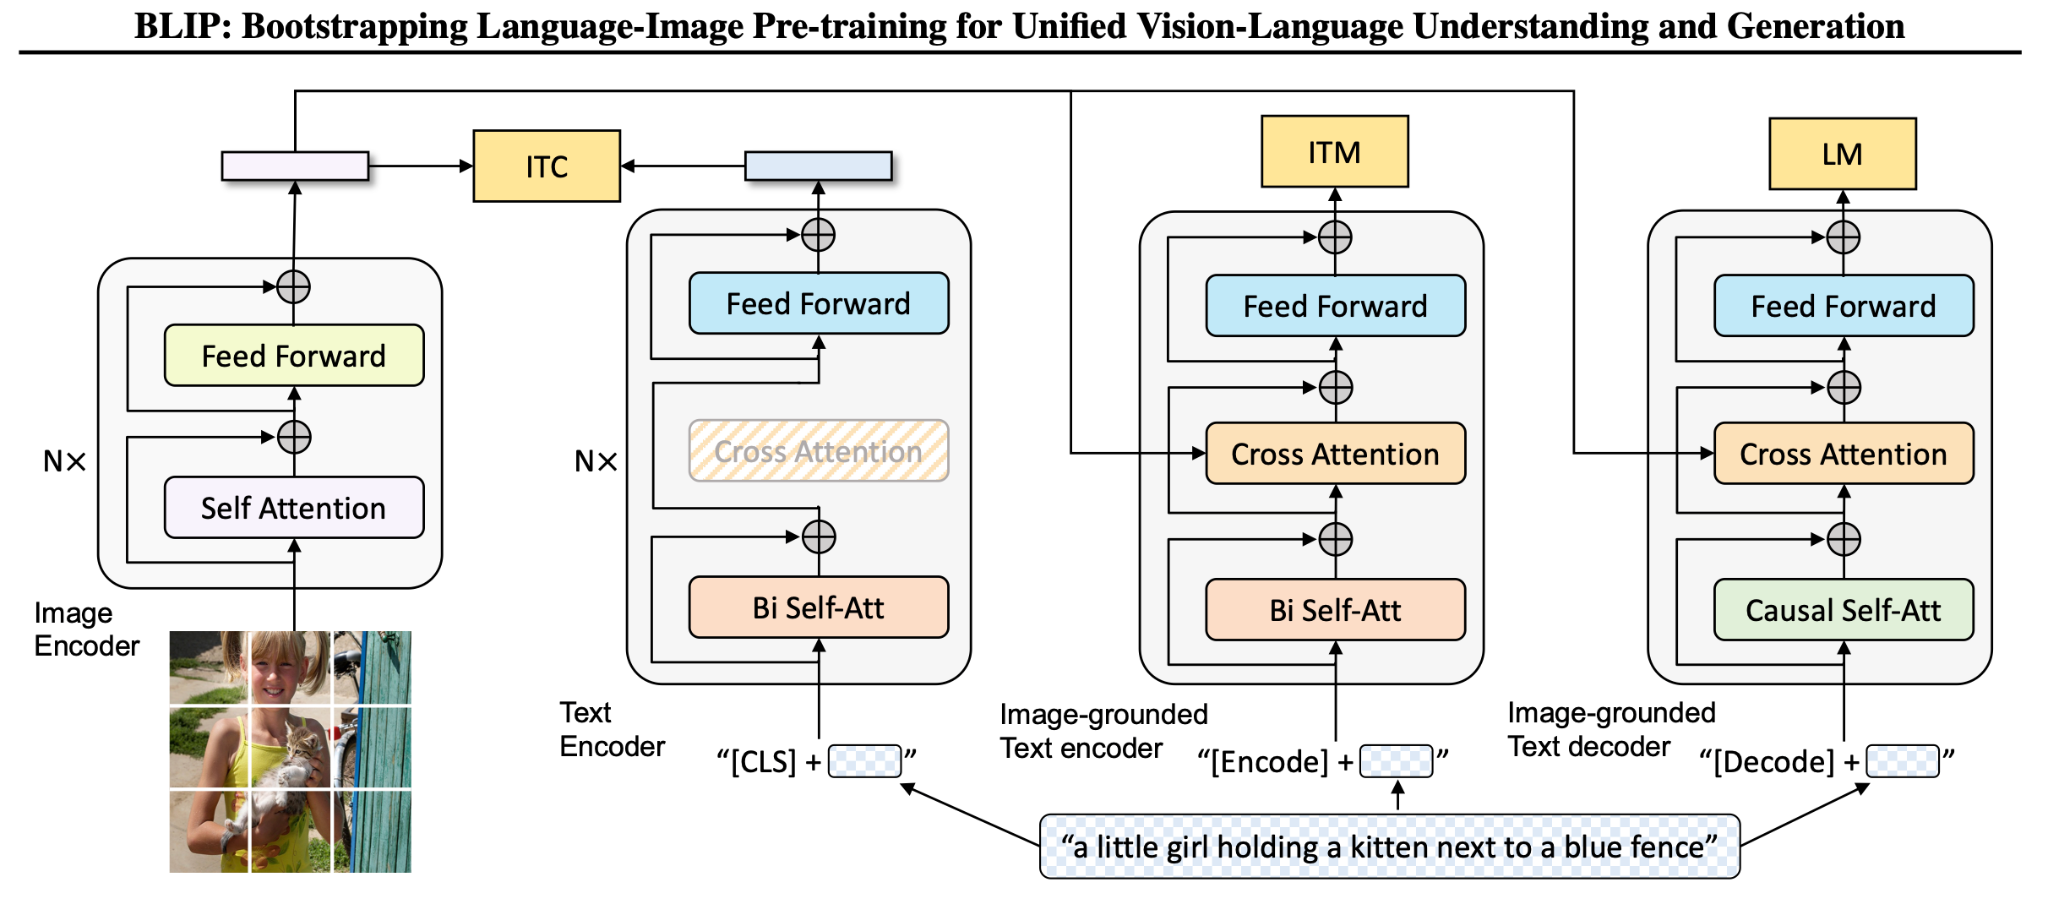 BLIP: Bootstrapping Language-Image Pre-training for Unified Vision-Language Understanding and Generation
ITC
ITM
LM
Feed Forward
Self Attention
N×
Image
Encoder
Feed Forward
Cross Attention
Bi Self-Att
N×
Text
Encoder
“[CLS] + ”
Feed Forward
Cross Attention
Bi Self-Att
Image-grounded
Text encoder
“[Encode] + ”
Feed Forward
Cross Attention
Causal Self-Att
Image-grounded
Text decoder
“[Decode] + ”
“a little girl holding a kitten next to a blue fence”